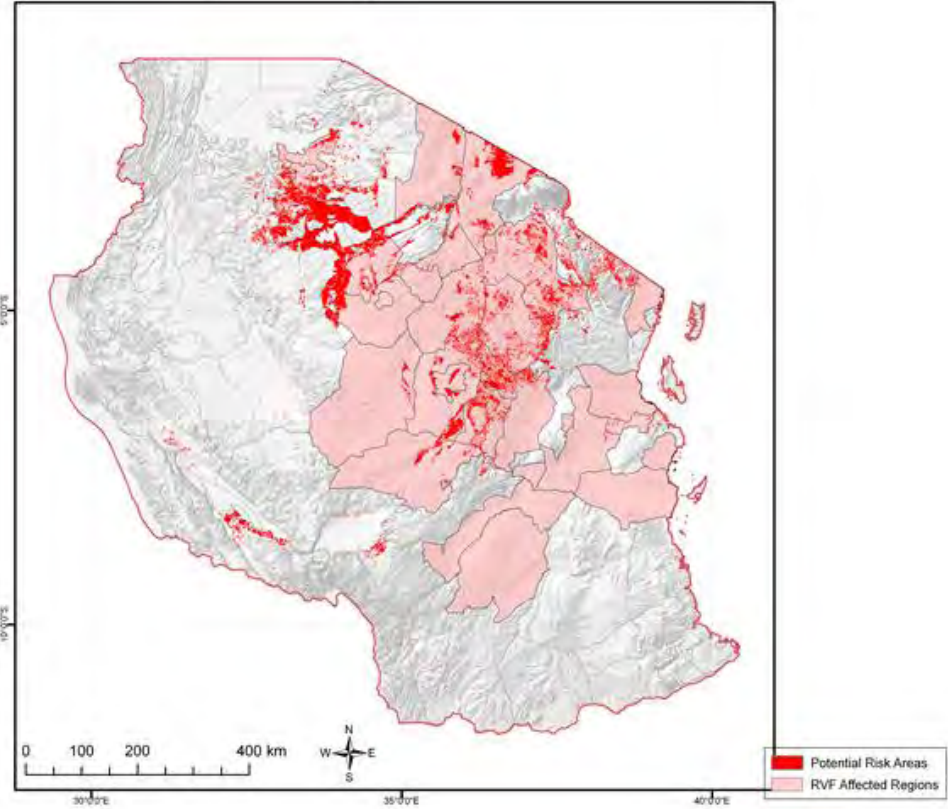 5°0'0"S
10°0'0"S
0 100 200 400 km
N
W E
S
Potential Risk Areas
RVF Affected Regions
30°0'0"E 35°0'0"E 40°0'0"E